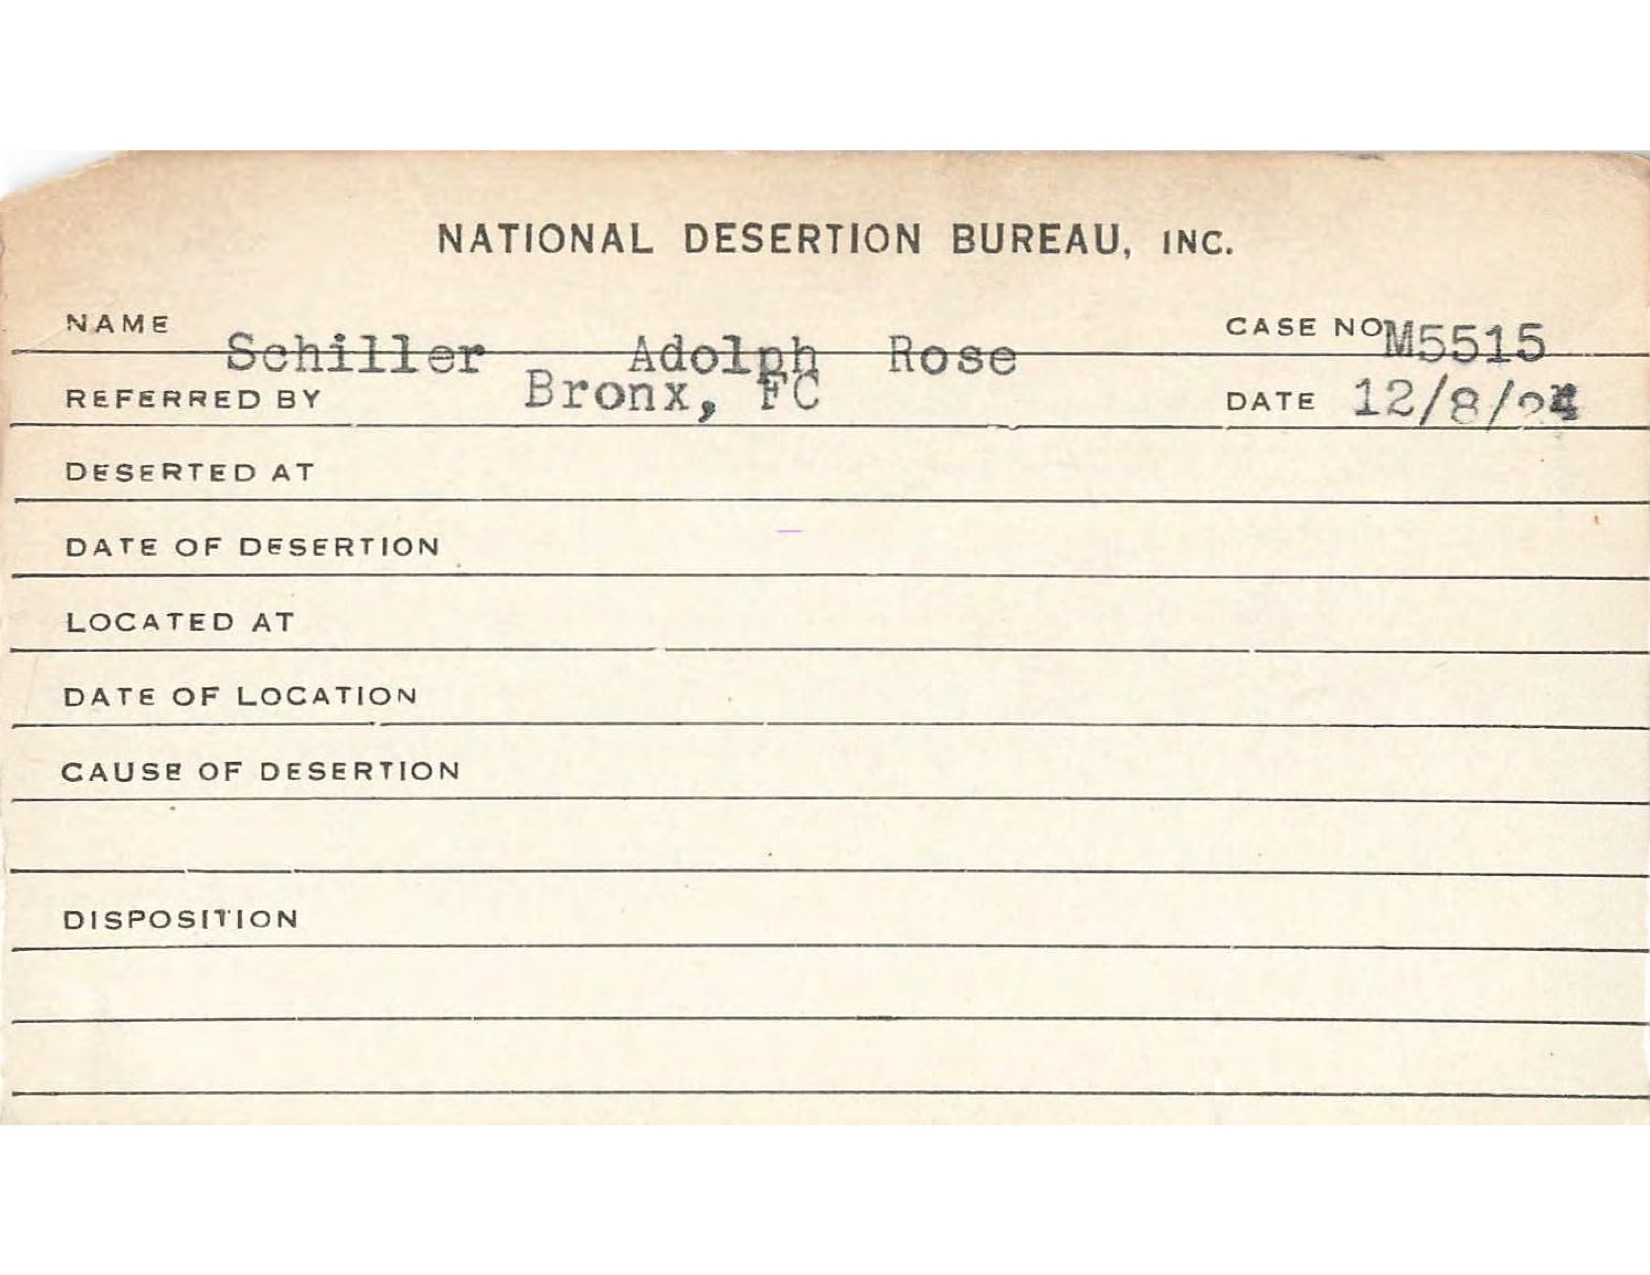 NATIONAL DESERTION BUREAU, INC.
NAME Schiller Adolph Rose CASE NO M5515
REFERRED BY Bronx, FC DATE 12/8/24
DESERTED AT
DATE OF DESERTION
LOCATED AT
DATE OF LOCATION
CAUSE OF DESERTION
DISPOSITION